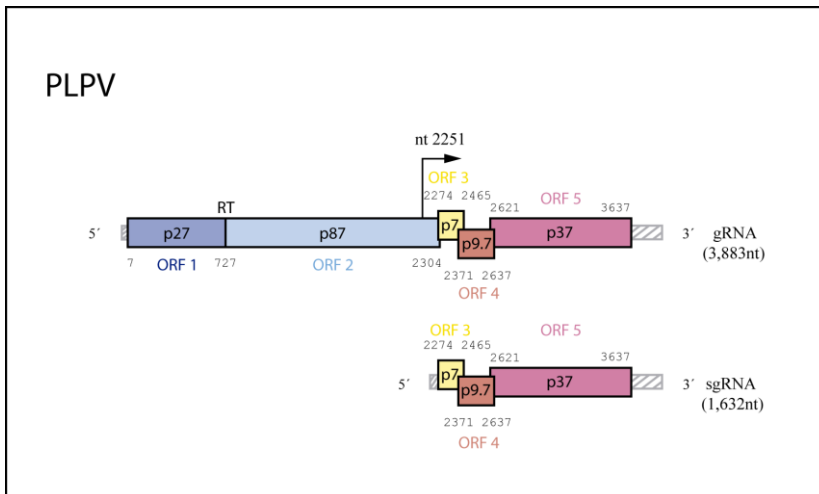 PLPV
nt 2251
ORF 3
2274 2465
ORF 5
2621 3637
RT
5´ p27 p87 p7 p9.7 p37 3´ gRNA
(3,883nt)
7 ORF 1 727 ORF 2 2304
2371 2637
ORF 4
ORF 3 ORF 5
2274 2465
2621 3637
5´ p7 p9.7 p37 3´ sgRNA
(1,632nt)
2371 2637
ORF 4